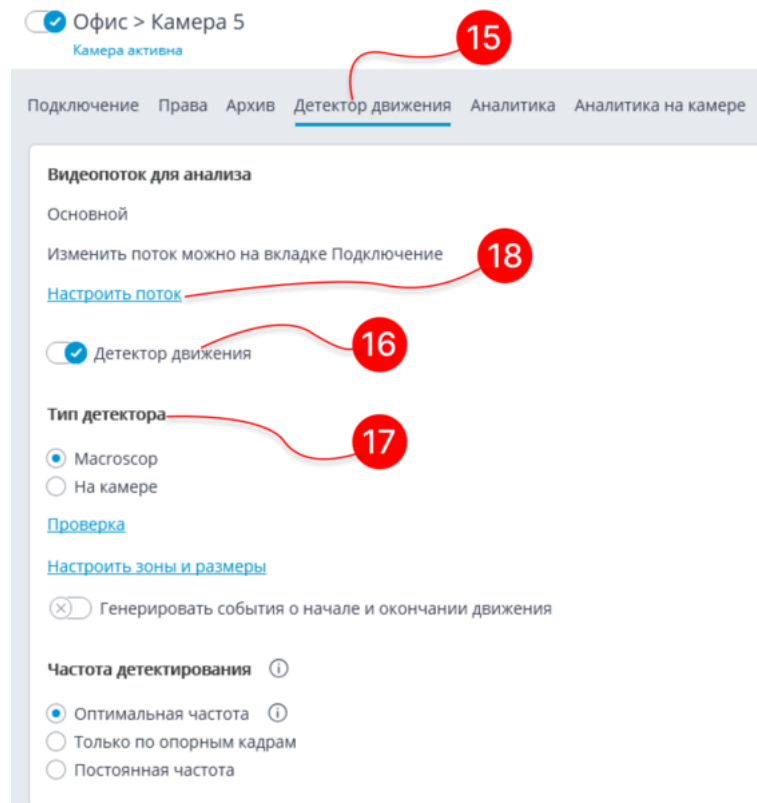 Офис > Камера 5
Камера активна
15
Подключение Права Архив Детектор движения Аналитика Аналитика на камере
Видеопоток для анализа
Основной
Изменить поток можно на вкладке Подключение
18
Настроить поток
16
Детектор движения
Тип детектора
17
Macroscop
На камере
Проверка
Настроить зоны и размеры
Генерировать события о начале и окончании движения
Частота детектирования
Оптимальная частота
Только по опорным кадрам
Постоянная частота